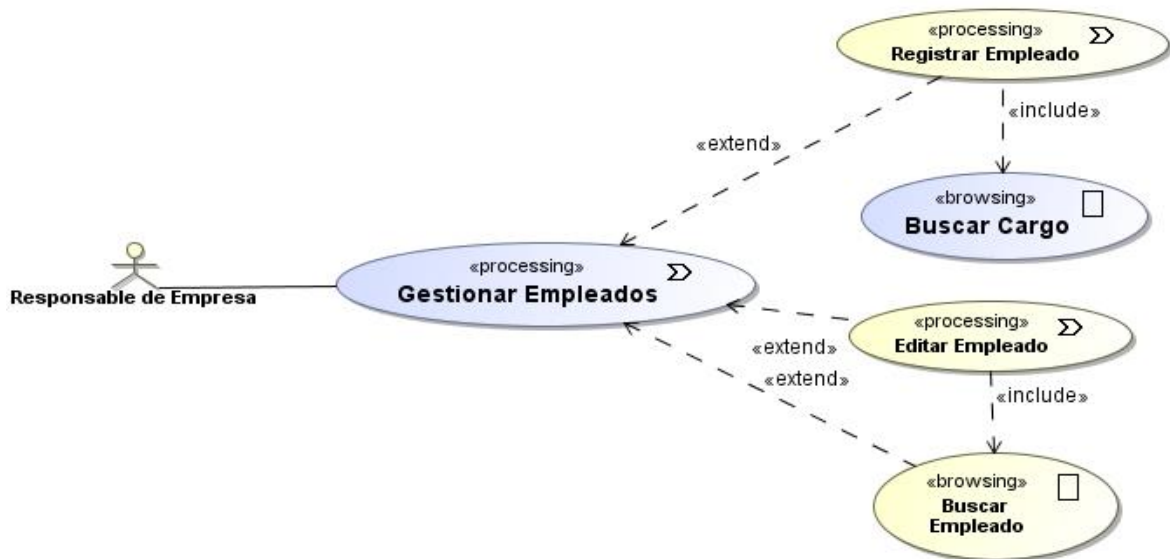 «processing»
Registrar Empleado
«include»
«extend»
«browsing»
Buscar Cargo
«processing»
Gestionar Empleados
Responsable de Empresa
«processing»
Editar Empleado
«extend»
«extend»
«include»
«browsing»
Buscar
Empleado